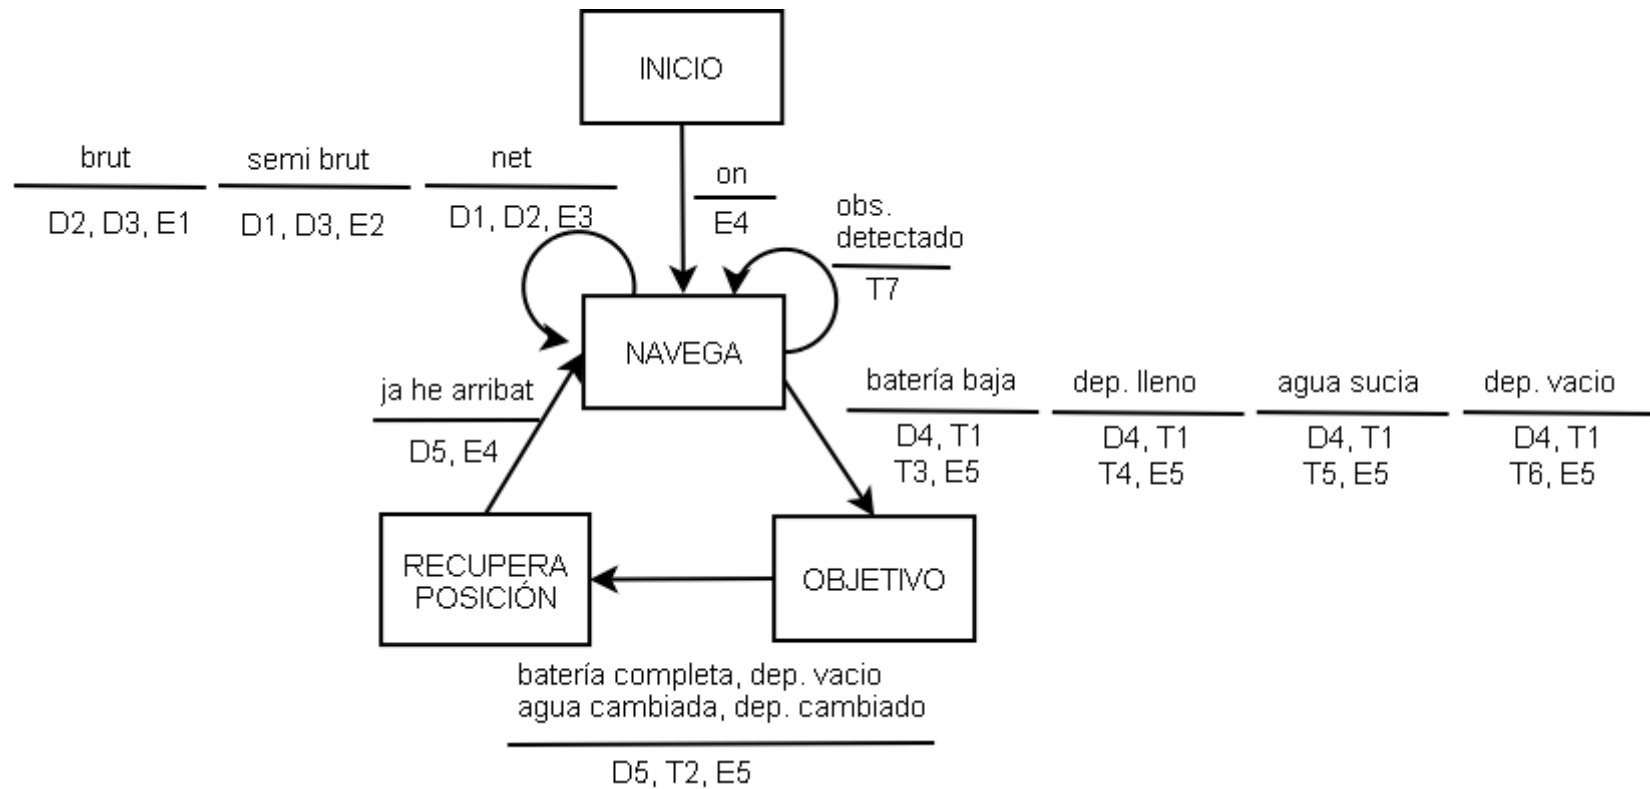 INICIO
brut
semi brut
net
on
D2, D3, E1
D1, D3, E2
D1, D2, E3
E4
obs.
detectado
T7
NAVEGA
ja he arribat
D5, E4
batería baja
dep. lleno
agua sucia
dep. vacio
D4, T1
T3, E5
D4, T1
T4, E5
D4, T1
T5, E5
D4, T1
T6, E5
RECUPERA
POSICIÓN
OBJETIVO
batería completa, dep. vacio
agua cambiada, dep. cambiado
D5, T2, E5